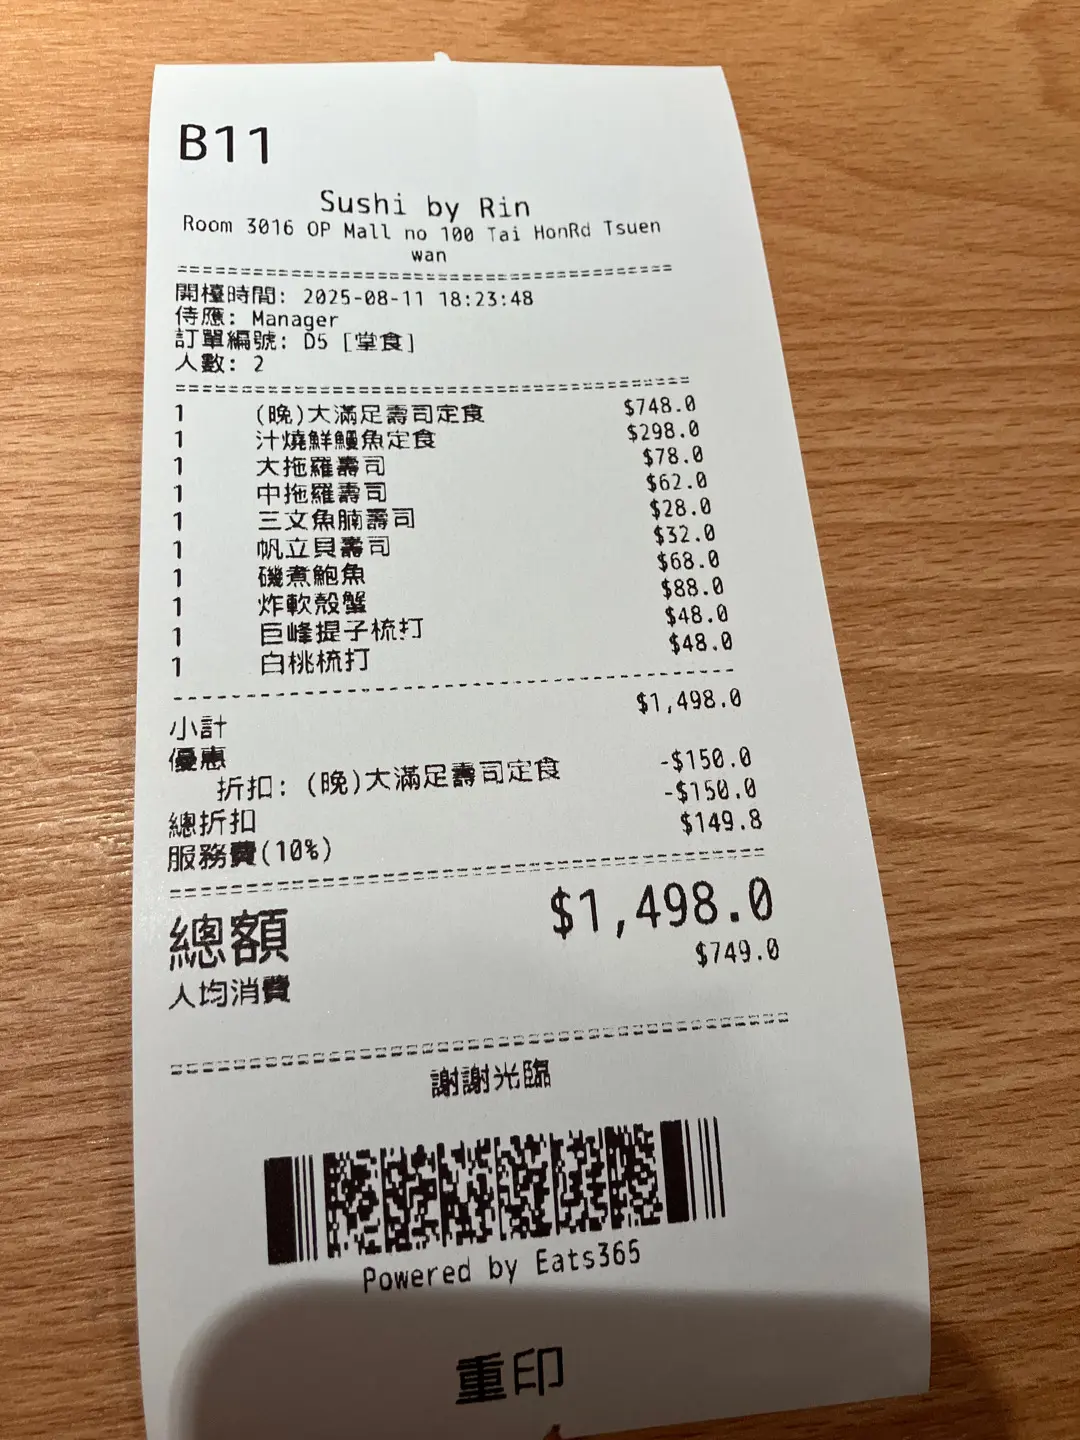 B11
Sushi by Rin
Room 3016 OP Mall no 100 Tai HonRd Tsuen
wan
開檯時間: 2025-08-11 18:23:48
侍應: Manager
訂單編號: D5 [堂食]
人數: 2
1 (晚)大滿足壽司定食 $748.0
1 汁燒鮮鰻魚定食 $298.0
1 大拖羅壽司 $78.0
1 中拖羅壽司 $62.0
1 三文魚腩壽司 $28.0
1 帆立貝壽司 $32.0
1 磯煮鮑魚 $68.0
1 炸軟殼蟹 $88.0
1 巨峰提子梳打 $48.0
1 白桃梳打 $48.0
小計 $1,498.0
優惠
折扣: (晚)大滿足壽司定食 -$150.0
總折扣 -$150.0
服務費(10%) $149.8
總額 $1,498.0
人均消費 $749.0
謝謝光臨
Powered by Eats365
重印